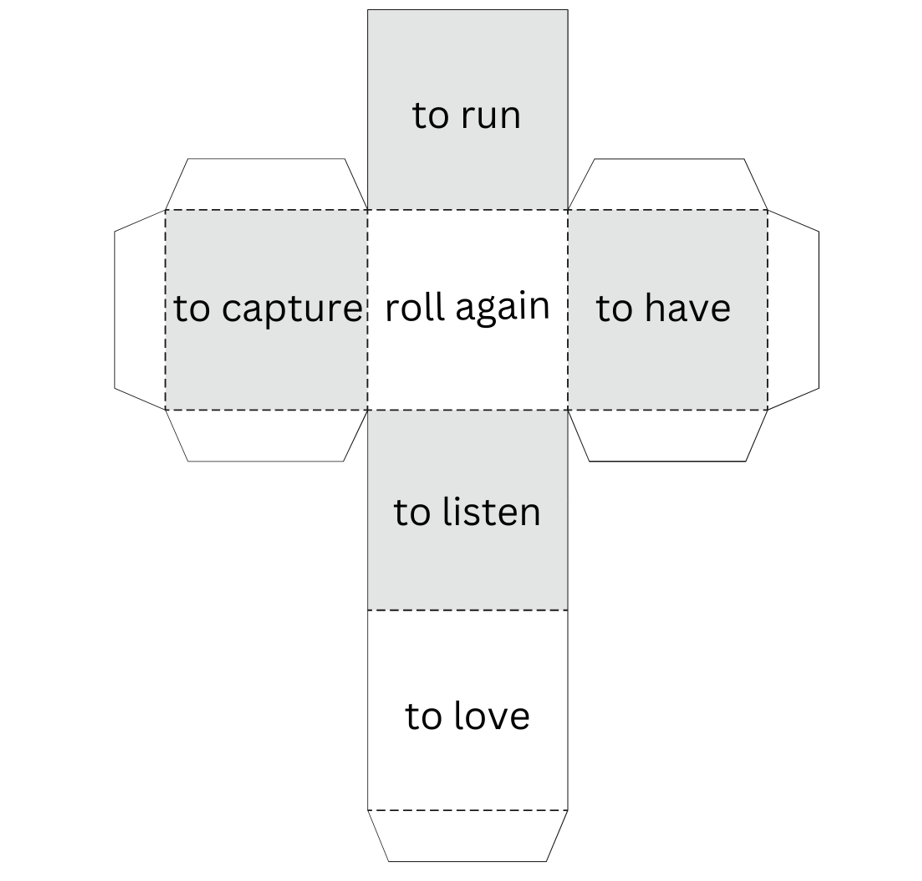 to run
to capture
roll again
to have
to listen
to love